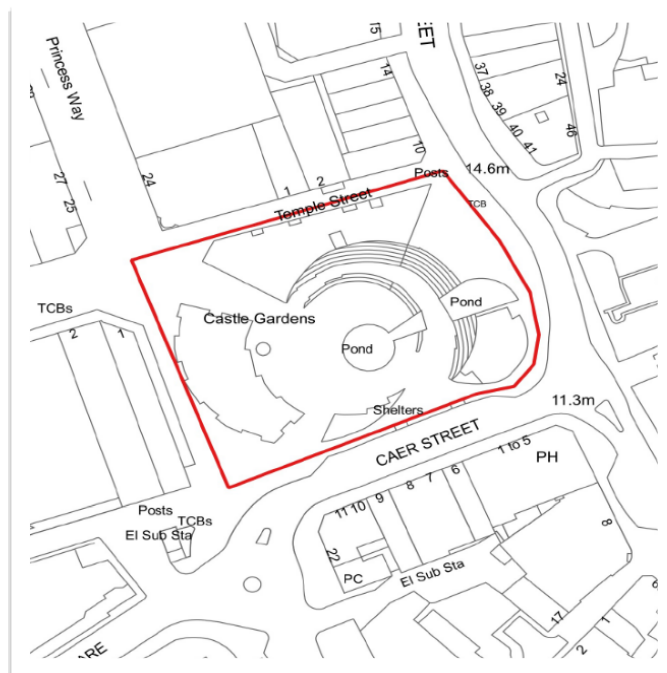 15
EET
Princess Way
14
37
38
39
40
41
24
46
27
25
24
1
2
10
Posts
14.6m
TCB
Temple Street
TCBs
2
1
Castle Gardens
Pond
Pond
Shelters
11.3m
CAER STREET
1 to 5
PH
6
7
8
9
10
11
8
Posts
TCBs
El Sub Sta
22
PC
El Sub Sta
17
1
2
6